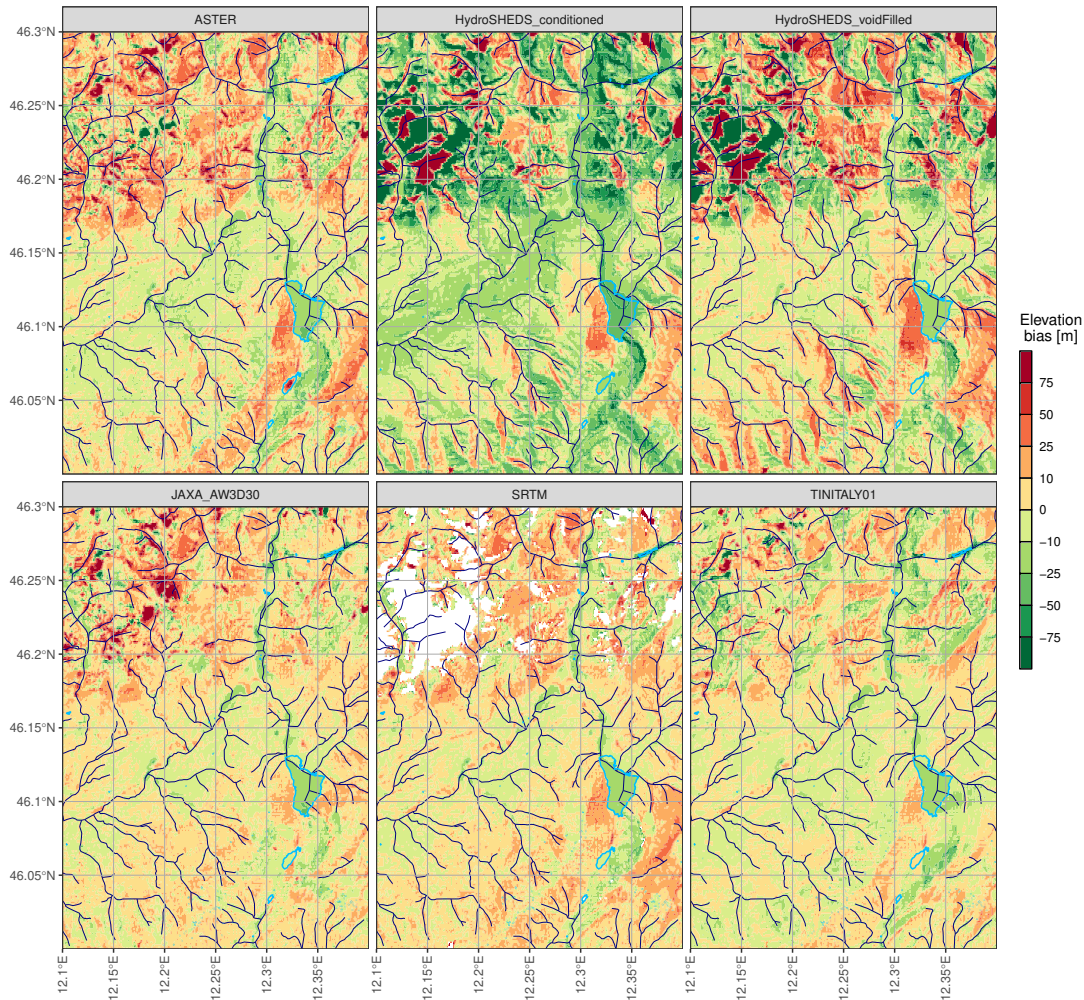 ASTER
HydroSHEDS_conditioned
HydroSHEDS_voidFilled
46.3°N
46.25°N
46.2°N
46.15°N
46.1°N
46.05°N
JAXA_AW3D30
SRTM
TINITALY01
46.3°N
46.25°N
46.2°N
46.15°N
46.1°N
46.05°N
12.1°E
12.15°E
12.2°E
12.25°E
12.3°E
12.35°E
12.1°E
12.15°E
12.2°E
12.25°E
12.3°E
12.35°E
12.1°E
12.15°E
12.2°E
12.25°E
12.3°E
12.35°E
Elevation
bias [m]
75
50
25
10
0
−10
−25
−50
−75